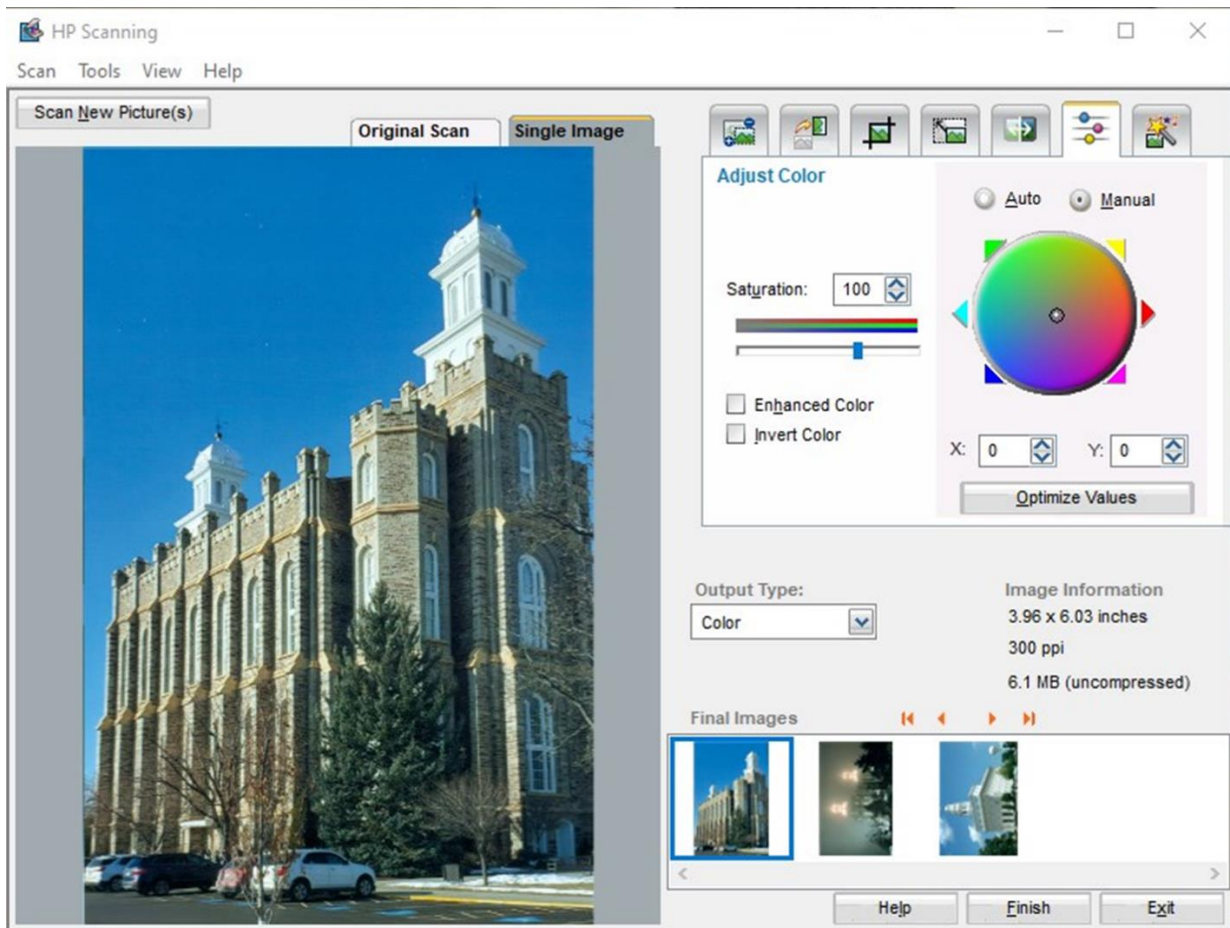 HP Scanning
Scan Tools View Help
Scan New Picture(s)
Original Scan
Single Image
Adjust Color
Auto
Manual
Saturation: 100
Enhanced Color
Invert Color
X: 0 Y: 0
Optimize Values
Output Type:
Color
Image Information
3.96 x 6.03 inches
300 ppi
6.1 MB (uncompressed)
Final Images
Help
Finish
Exit